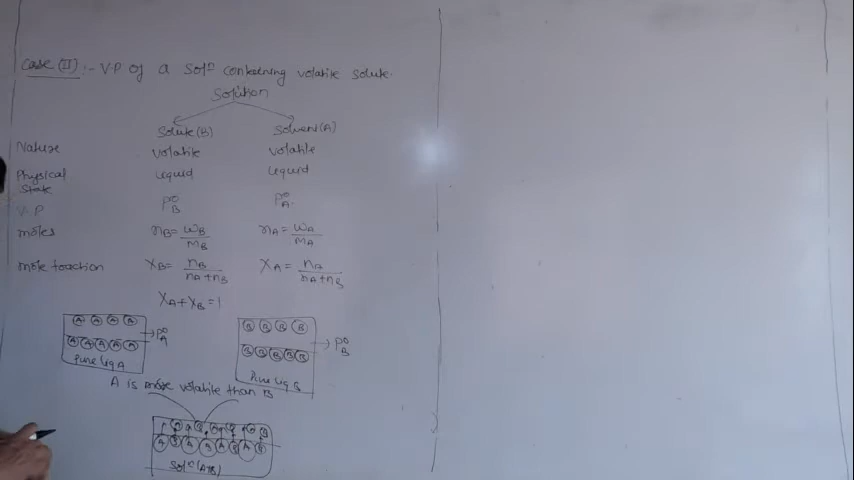 Case (II) :- V.P of a Solⁿ containing volatile solute.
Solution
Solute (B) Solvent (A)
Nature volatile volatile
Physical State liquid liquid
V.P P°B P°A
moles nB = wB/MB nA = wA/MA
mole fraction XB = nB/(nA+nB) XA = nA/(nA+nB)
XA + XB = 1
A A A A B B B B
→ P°A → P°B
A A A A A B B B B B
Pure liq A Pure liq B
A is more volatile than B
A B A B A A B A B
Solⁿ (A+B)